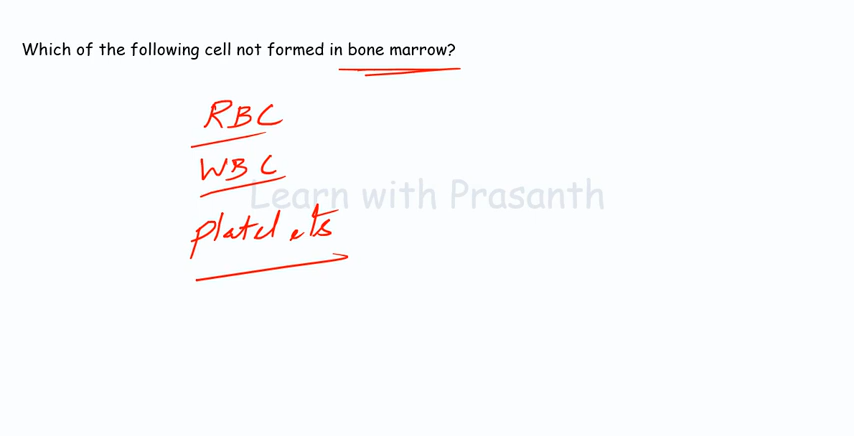 Which of the following cell not formed in bone marrow?
RBC
WBC
Learn with Prasanth
platelets